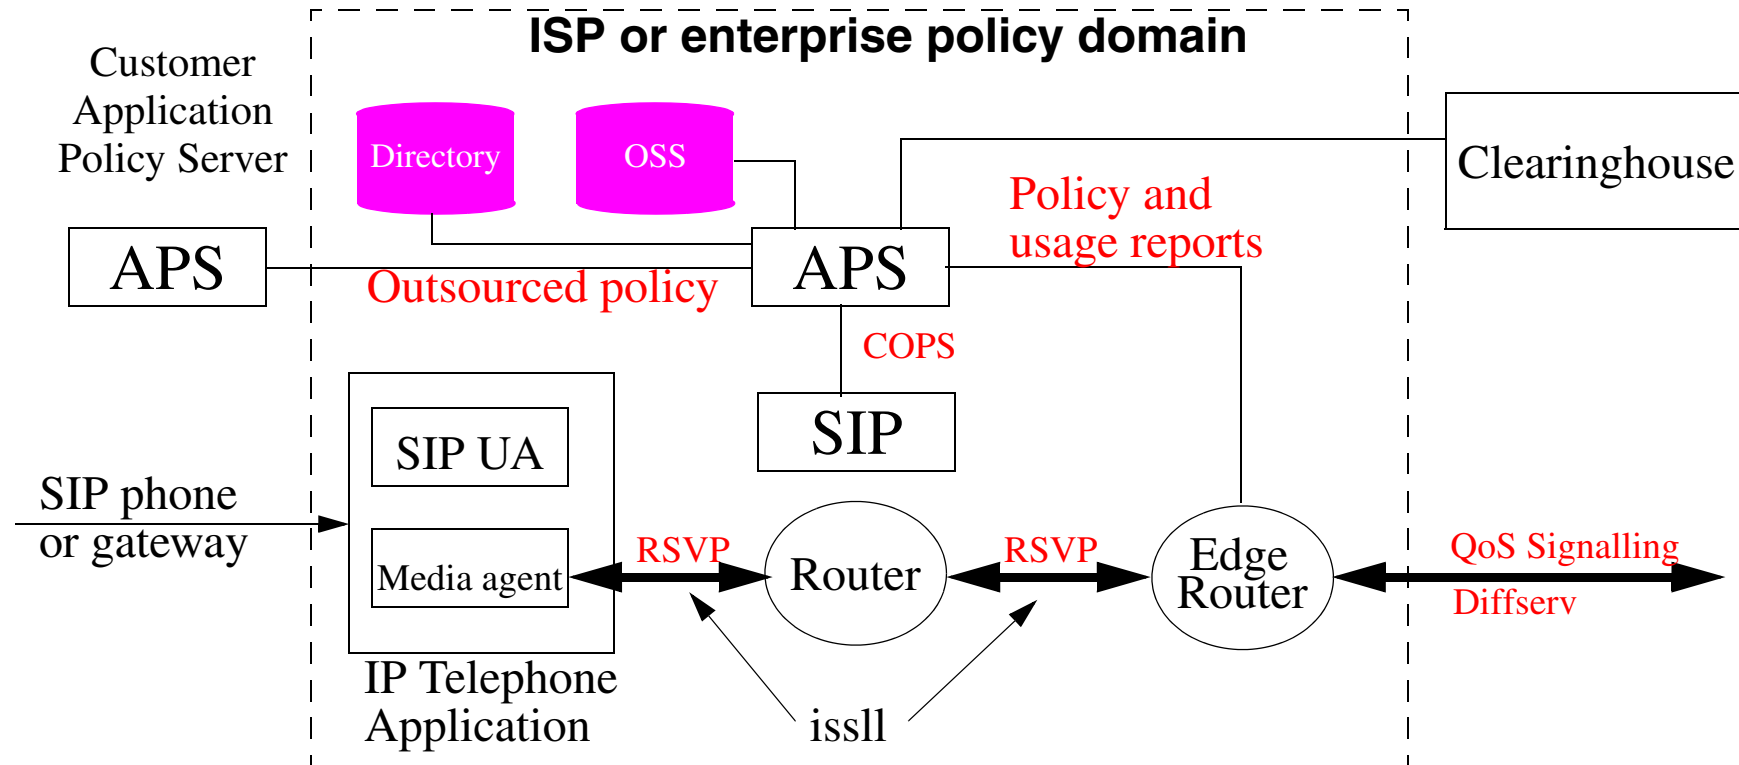 ISP or enterprise policy domain
Customer
Application
Policy Server
Directory
OSS
Clearinghouse
Policy and
usage reports
APS
Outsourced policy
APS
COPS
SIP UA
SIP
SIP phone
or gateway
Media agent
RSVP
Router
RSVP
Edge
Router
QoS Signalling
Diffserv
IP Telephone
Application
issll